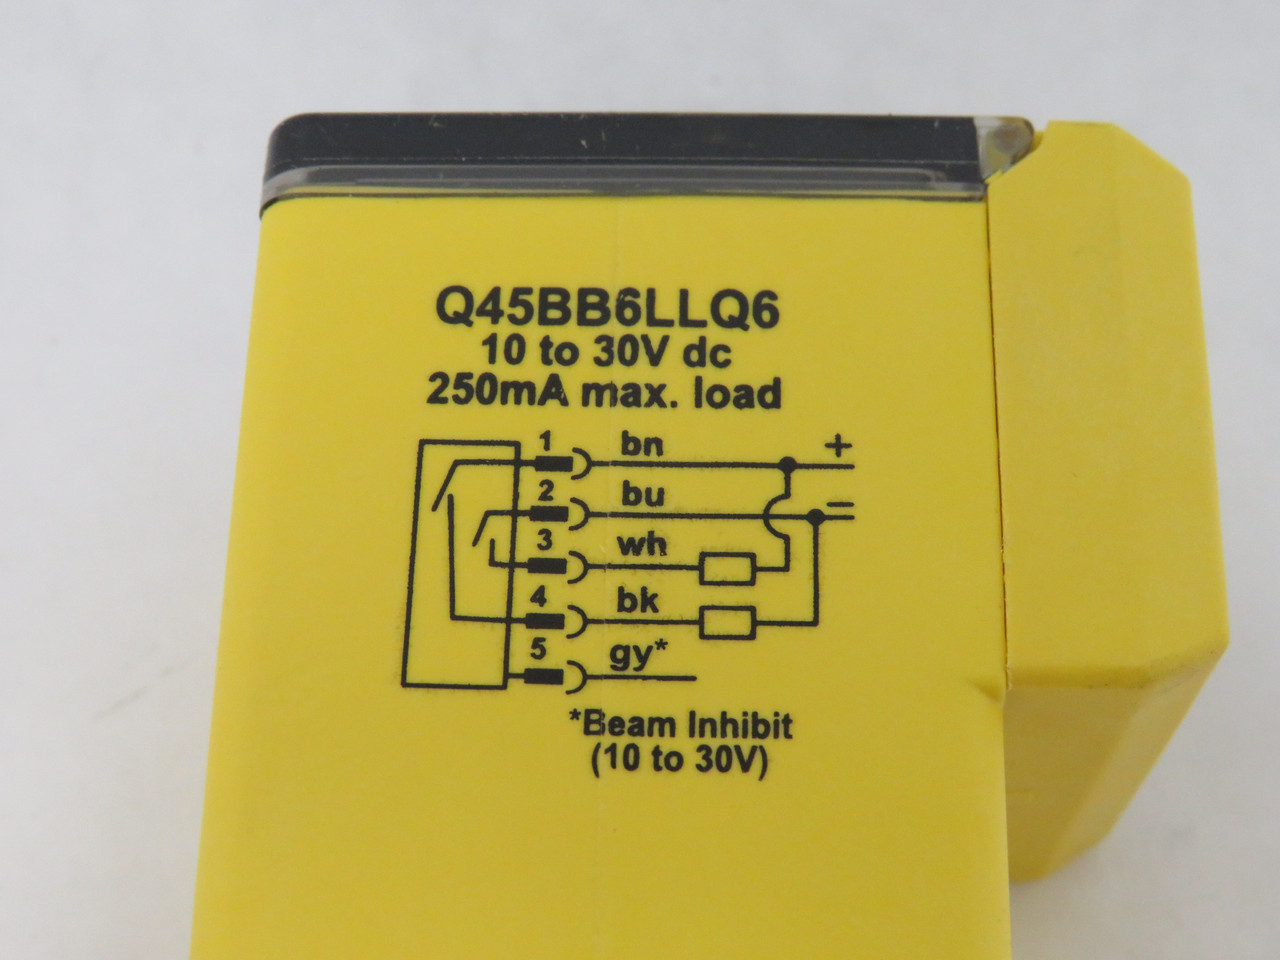 Q45BB6LLQ6
10 to 30V dc
250mA max. load
1 bn +
2 bu −
3 wh
4 bk
5 gy*
*Beam Inhibit
(10 to 30V)